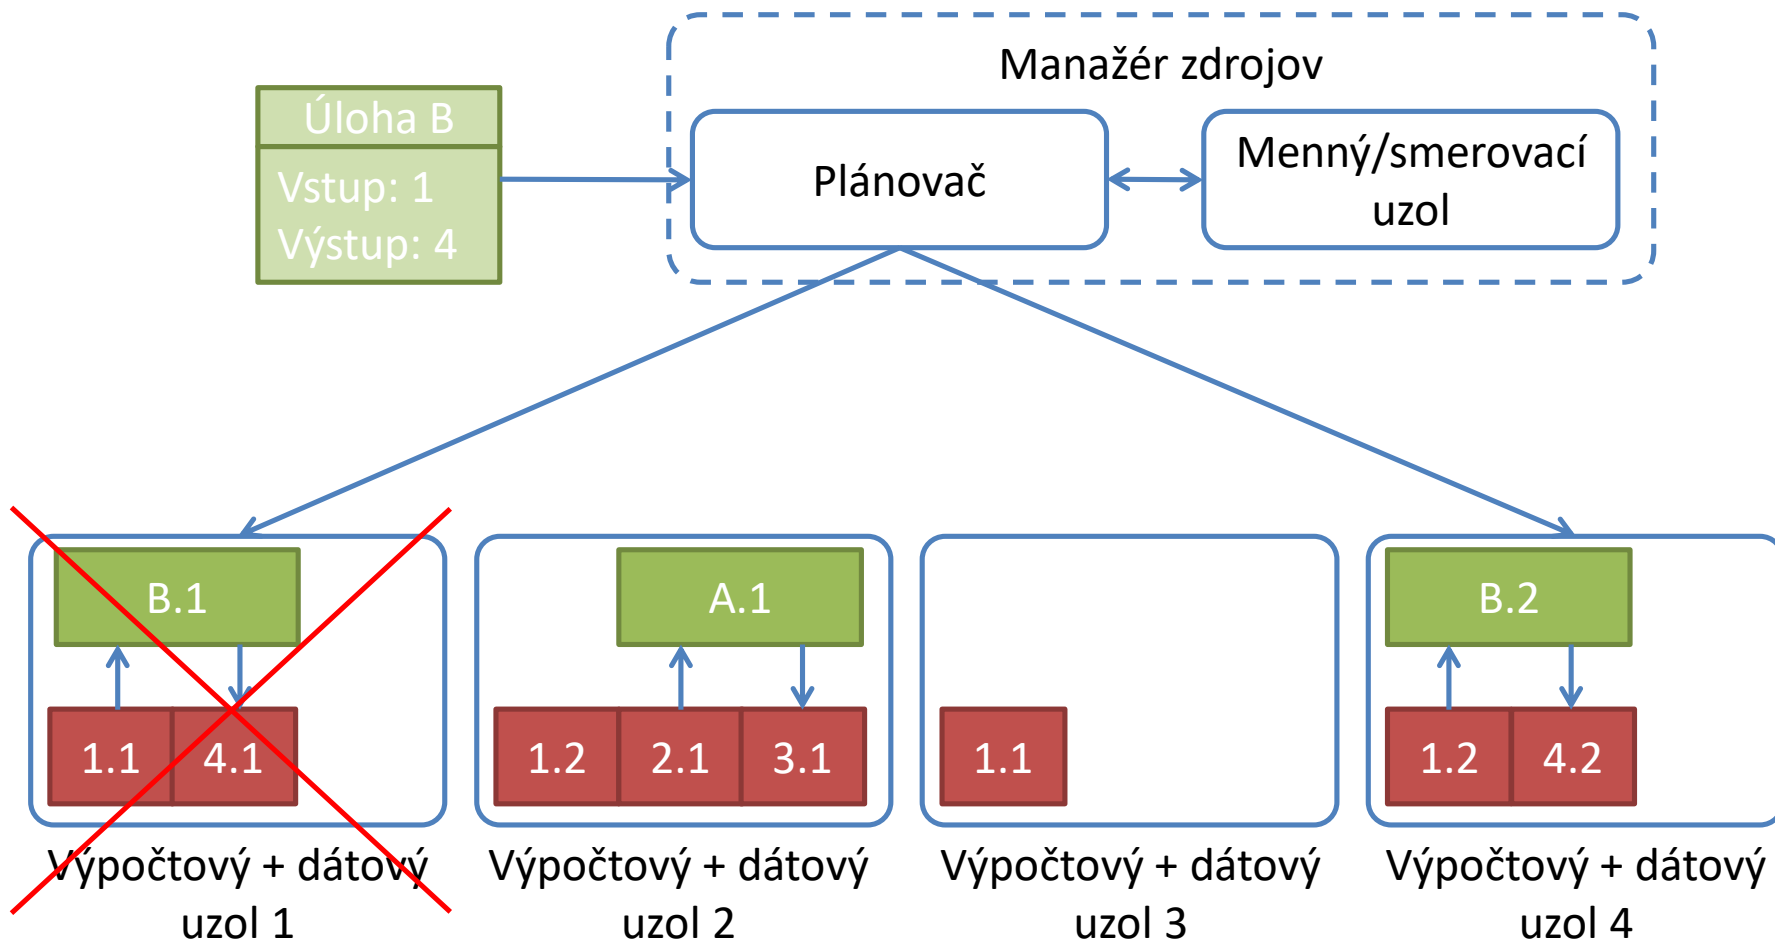 Manažér zdrojov
Úloha B
Vstup: 1
Výstup: 4
Plánovač
Menný/smerovací
uzol
B.1
A.1
B.2
1.1
4.1
1.2
2.1
3.1
1.1
1.2
4.2
Výpočtový + dátový
uzol 1
Výpočtový + dátový
uzol 2
Výpočtový + dátový
uzol 3
Výpočtový + dátový
uzol 4